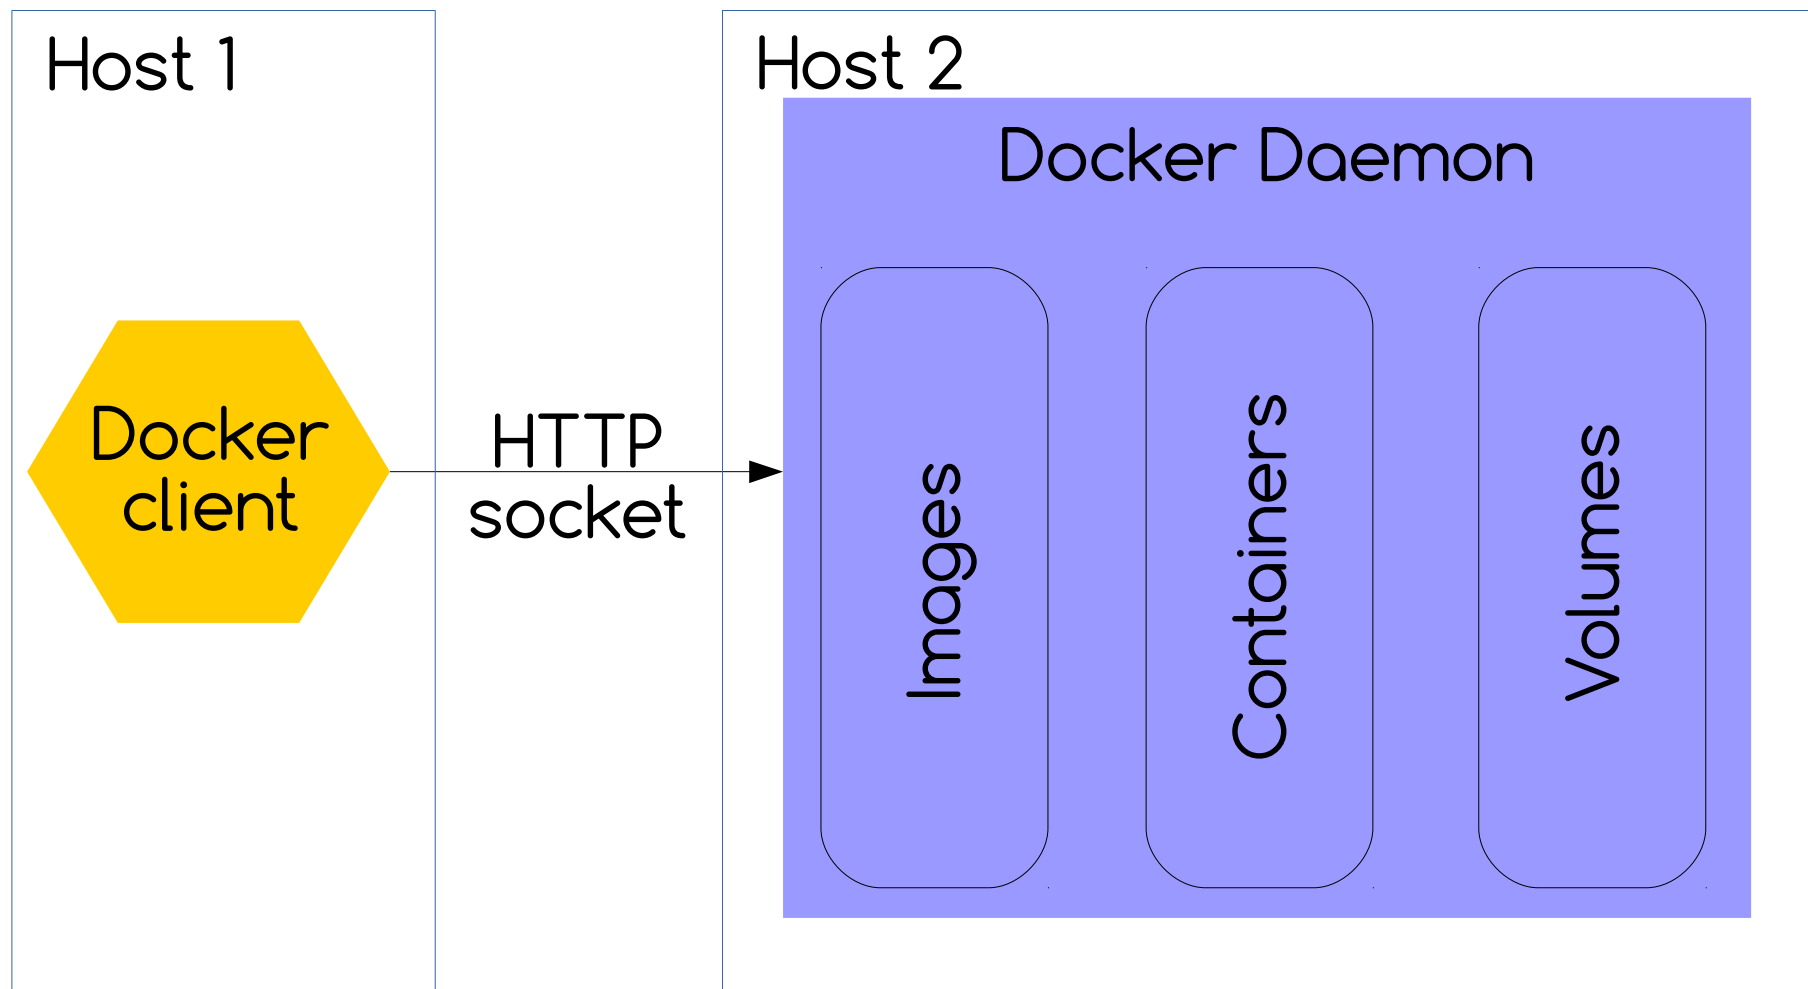 Host 1
Host 2
Docker Daemon
Docker
client
HTTP
socket
Images
Containers
Volumes